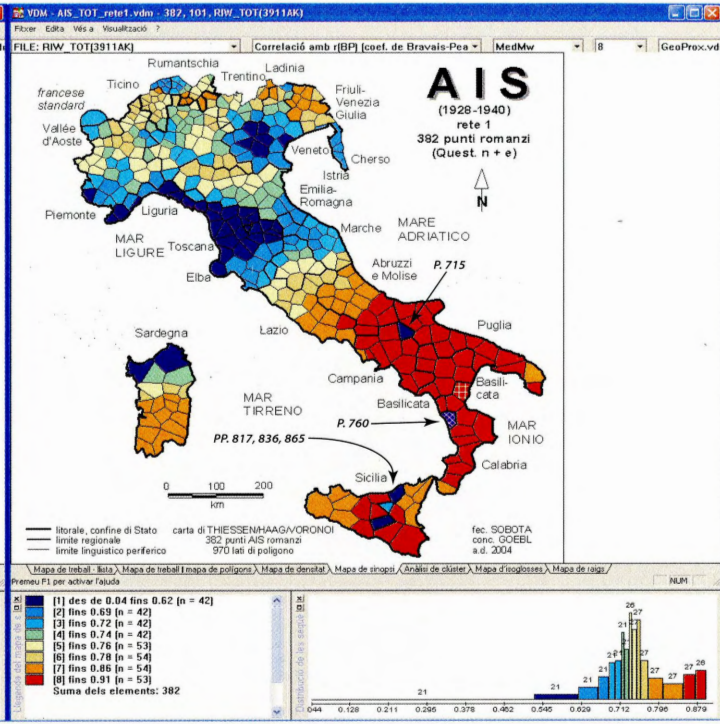 VDM - AIS_TOT_rete1.vdm - 382, 101, RIW_TOT(3911AK)
Fitxer Edita Vés a Visualització ?
FILE: RIW_TOT(3911AK)
Correlació amb r(BP) [coef. de Bravais-Pea
MedMw
8
GeoProx.vd
AIS
(1928-1940)
rete 1
382 punti romanzi
(Quest. n + e)
N
Rumantschia
Ticino
Trentino
Ladinia
Friuli-
Venezia
Giulia
francese
standard
Vallée
d'Aoste
Veneto
Cherso
Istria
Emilia-
Romagna
Piemonte
Liguria
Marche
MARE
ADRIATICO
MAR
LIGURE
Toscana
Elba
Abruzzi
e Molise
P. 715
Lazio
Puglia
Sardegna
Campania
Basili-
cata
Basilicata
MAR
TIRRENO
P. 760
MAR
IONIO
PP. 817, 836, 865
Calabria
Sicilia
0 100 200
km
litorale, confine di Stato
limite regionale
limite linguistico periferico
carta di THIESSEN/HAAG/VORONOI
382 punti AIS romanzi
970 lati di poligono
fec. SOBOTA
conc. GOEBL
a.d. 2004
Mapa de treball - llista Mapa de treball mapa de polígons Mapa de densitat Mapa de sinopsi Anàlisi de clúster Mapa d'isoglosses Mapa de raigs
Premeu F1 per activar l'ajuda
NUM
[1] des de 0.04 fins 0.62 (n = 42)
[2] fins 0.69 (n = 42)
[3] fins 0.72 (n = 42)
[4] fins 0.74 (n = 42)
[5] fins 0.76 (n = 53)
[6] fins 0.78 (n = 54)
[7] fins 0.86 (n = 54)
[8] fins 0.91 (n = 53)
Suma dels elements: 382
21 21 21 21 21 26 27 27 27 27 27 26
044 0.128 0.211 0.295 0.378 0.462 0.545 0.629 0.712 0.796 0.879